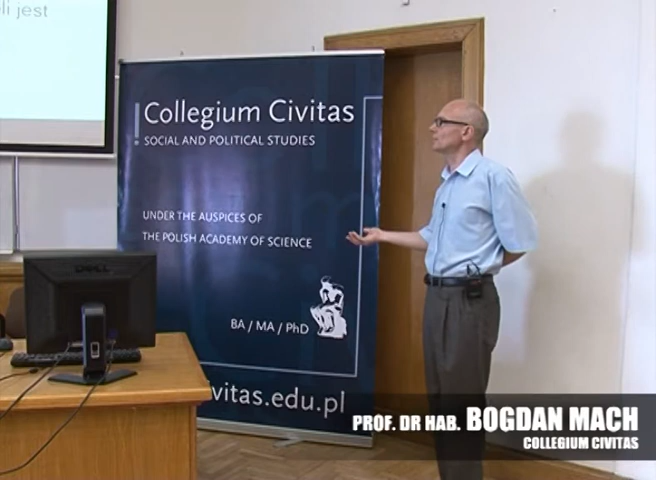 li jest
Collegium Civitas
SOCIAL AND POLITICAL STUDIES
UNDER THE AUSPICES OF
THE POLISH ACADEMY OF SCIENCE
BA / MA / PhD
civitas.edu.pl
DELL
PROF. DR HAB. BOGDAN MACH
COLLEGIUM CIVITAS